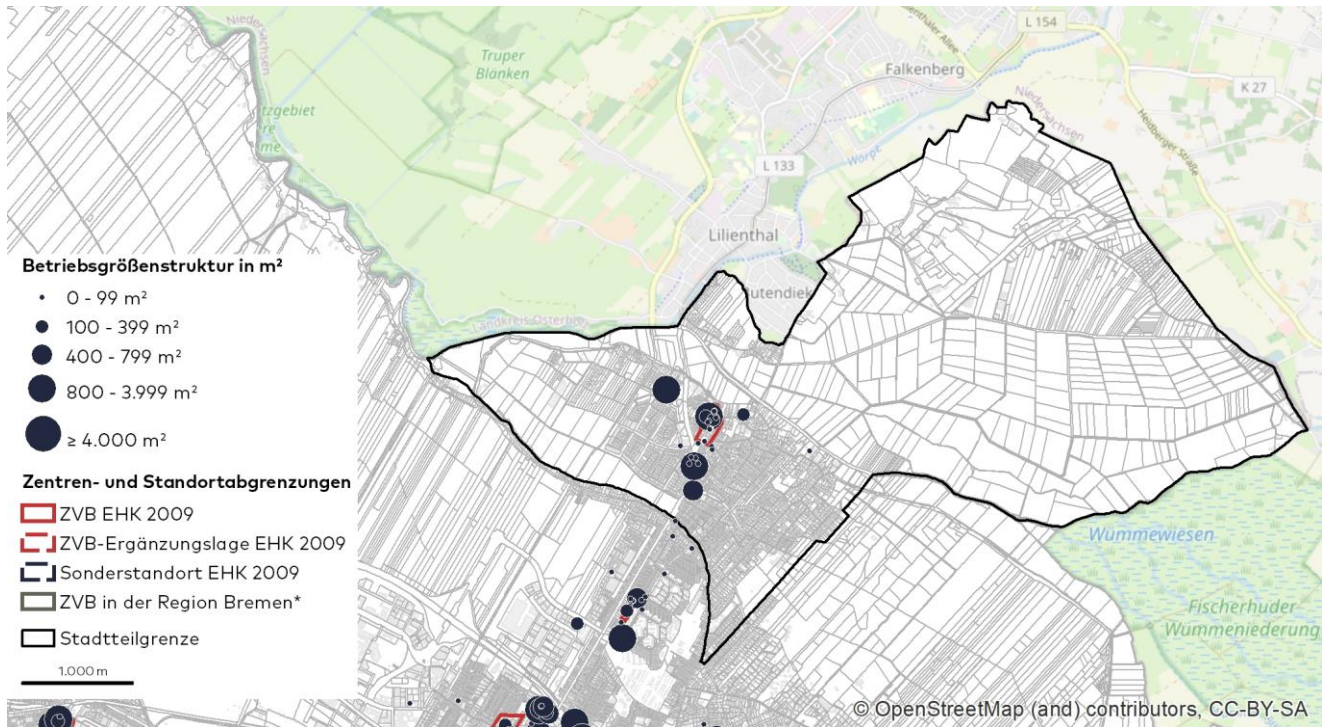 Niedersachsen
Truper
Blänken
L 154
Falkenberg
K 27
Niedersachsen
Heidberger Straße
Wörpe
L 133
Lilienthal
Butendiek
Landkreis Osterholz
Betriebsgrößenstruktur in m²
0 - 99 m²
100 - 399 m²
400 - 799 m²
800 - 3.999 m²
≥ 4.000 m²
Zentren- und Standortabgrenzungen
ZVB EHK 2009
ZVB-Ergänzungslage EHK 2009
Sonderstandort EHK 2009
ZVB in der Region Bremen*
Stadtteilgrenze
1.000 m
Wümmewiesen
Fischerhuder
Wümmeniederung
© OpenStreetMap (and) contributors, CC-BY-SA